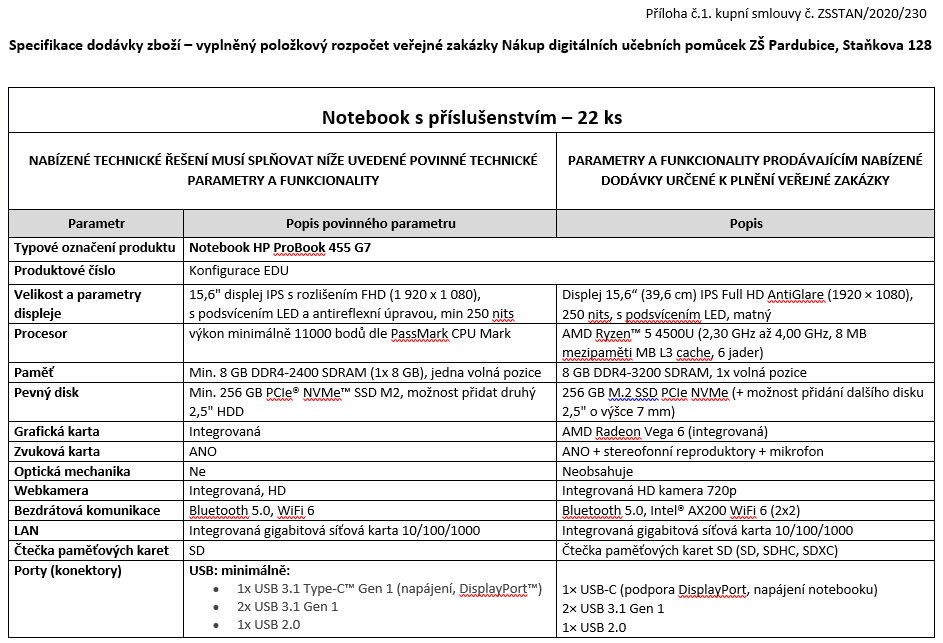 Příloha č.1. kupní smlouvy č. ZSSTAN/2020/230
Specifikace dodávky zboží – vyplněný položkový rozpočet veřejné zakázky Nákup digitálních učebních pomůcek ZŠ Pardubice, Staňkova 128
Notebook s příslušenstvím – 22 ks
NABÍZENÉ TECHNICKÉ ŘEŠENÍ MUSÍ SPLŇOVAT NÍŽE UVEDENÉ POVINNÉ TECHNICKÉ
PARAMETRY A FUNKCIONALITY
PARAMETRY A FUNKCIONALITY PRODÁVAJÍCÍM NABÍZENÉ
DODÁVKY URČENÉ K PLNĚNÍ VEŘEJNÉ ZAKÁZKY
Parametr
Popis povinného parametru
Popis
Typové označení produktu
Notebook HP ProBook 455 G7
Produktové číslo
Konfigurace EDU
Velikost a parametry
displeje
15,6" displej IPS s rozlišením FHD (1 920 x 1 080),
s podsvícením LED a antireflexní úpravou, min 250 nits
Displej 15,6“ (39,6 cm) IPS Full HD AntiGlare (1920 × 1080),
250 nits, s podsvícením LED, matný
Procesor
výkon minimálně 11000 bodů dle PassMark CPU Mark
AMD Ryzen™ 5 4500U (2,30 GHz až 4,00 GHz, 8 MB
mezipaměti MB L3 cache, 6 jader)
Paměť
Min. 8 GB DDR4-2400 SDRAM (1x 8 GB), jedna volná pozice
8 GB DDR4-3200 SDRAM, 1x volná pozice
Pevný disk
Min. 256 GB PCIe® NVMe™ SSD M2, možnost přidat druhý
2,5" HDD
256 GB M.2 SSD PCIe NVMe (+ možnost přidání dalšího disku
2,5" o výšce 7 mm)
Grafická karta
Integrovaná
AMD Radeon Vega 6 (integrovaná)
Zvuková karta
ANO
ANO + stereofonní reproduktory + mikrofon
Optická mechanika
Ne
Neobsahuje
Webkamera
Integrovaná, HD
Integrovaná HD kamera 720p
Bezdrátová komunikace
Bluetooth 5.0, WiFi 6
Bluetooth 5.0, Intel® AX200 WiFi 6 (2x2)
LAN
Integrovaná gigabitová síťová karta 10/100/1000
Integrovaná gigabitová síťová karta 10/100/1000
Čtečka paměťových karet
SD
Čtečka paměťových karet SD (SD, SDHC, SDXC)
Porty (konektory)
USB: minimálně:
• 1x USB 3.1 Type-C™ Gen 1 (napájení, DisplayPort™)
• 2x USB 3.1 Gen 1
• 1x USB 2.0
1× USB-C (podpora DisplayPort, napájení notebooku)
2× USB 3.1 Gen 1
1× USB 2.0